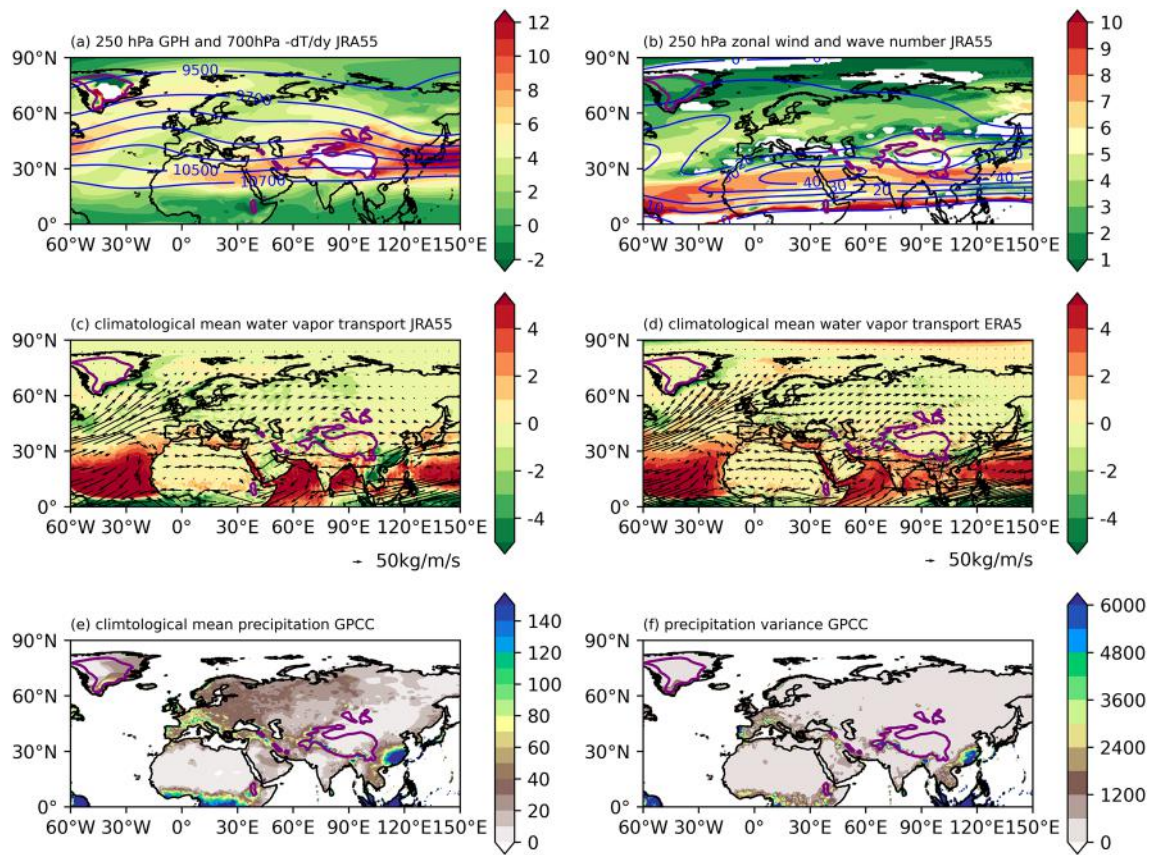 (a) 250 hPa GPH and 700hPa -dT/dy JRA55
90°N
60°N
30°N
0°
60°W 30°W 0° 30°E 60°E 90°E 120°E 150°E
9500
9700
10500
10700
12
10
8
6
4
2
0
-2
(b) 250 hPa zonal wind and wave number JRA55
90°N
60°N
30°N
0°
60°W 30°W 0° 30°E 60°E 90°E 120°E 150°E
40
30
20
40
10
9
8
7
6
5
4
3
2
1
(c) climatological mean water vapor transport JRA55
90°N
60°N
30°N
0°
60°W 30°W 0° 30°E 60°E 90°E 120°E 150°E
50kg/m/s
4
2
0
-2
-4
(d) climatological mean water vapor transport ERA5
90°N
60°N
30°N
0°
60°W 30°W 0° 30°E 60°E 90°E 120°E 150°E
50kg/m/s
4
2
0
-2
-4
(e) climtological mean precipitation GPCC
90°N
60°N
30°N
0°
60°W 30°W 0° 30°E 60°E 90°E 120°E 150°E
140
120
100
80
60
40
20
0
(f) precipitation variance GPCC
90°N
60°N
30°N
0°
60°W 30°W 0° 30°E 60°E 90°E 120°E 150°E
6000
4800
3600
2400
1200
0